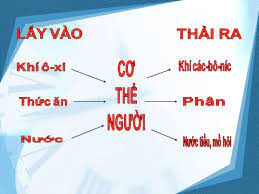 LẤY VÀO
THẢI RA
Khí ô-xi
CƠ
Khí các-bô-níc
Thức ăn
THỂ
Phân
Nước
NGƯỜI
Nước tiểu, mồ hôi